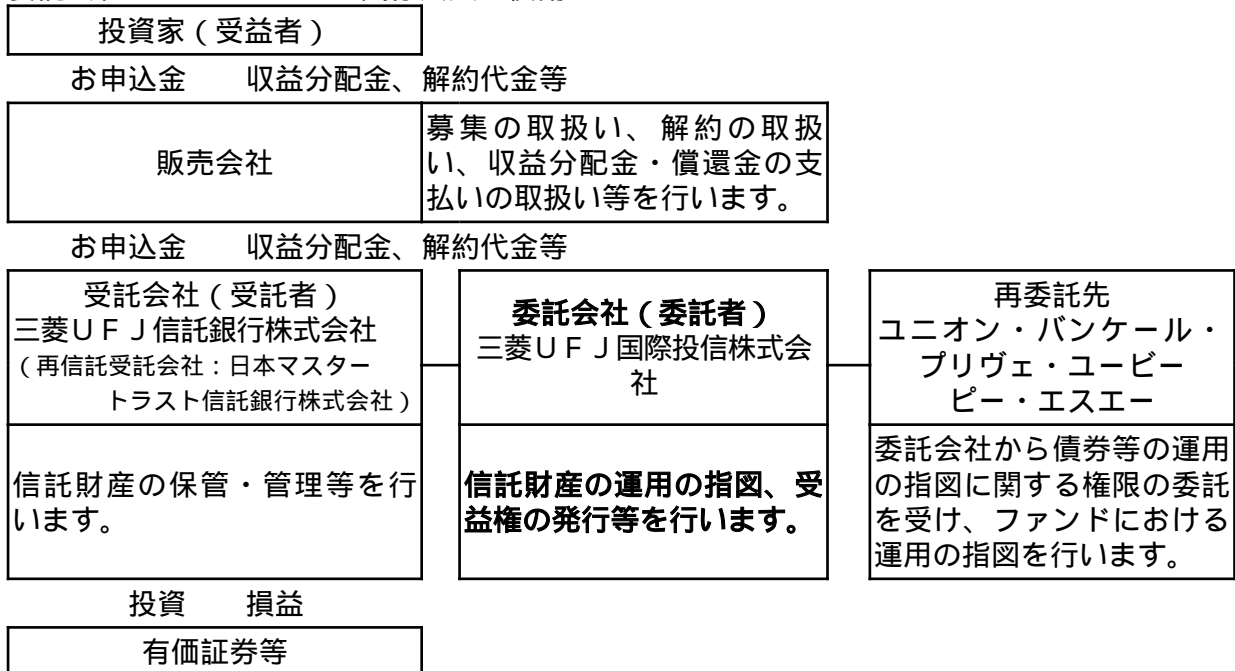 投資家(受益者)
お申込金　収益分配金、解約代金等
販売会社
募集の取扱い、解約の取扱
い、収益分配金・償還金の支
払いの取扱い等を行います。
お申込金　収益分配金、解約代金等
受託会社(受託者)
三菱UFJ信託銀行株式会社
(再信託受託会社:日本マスター
トラスト信託銀行株式会社)
委託会社(委託者)
三菱UFJ国際投信株式会
社
再委託先
ユニオン・バンケール・
プリヴェ・ユービー
ピー・エスエー
信託財産の保管・管理等を行
います。
信託財産の運用の指図、受
益権の発行等を行います。
委託会社から債券等の運用
の指図に関する権限の委託
を受け、ファンドにおける
運用の指図を行います。
投資　損益
有価証券等